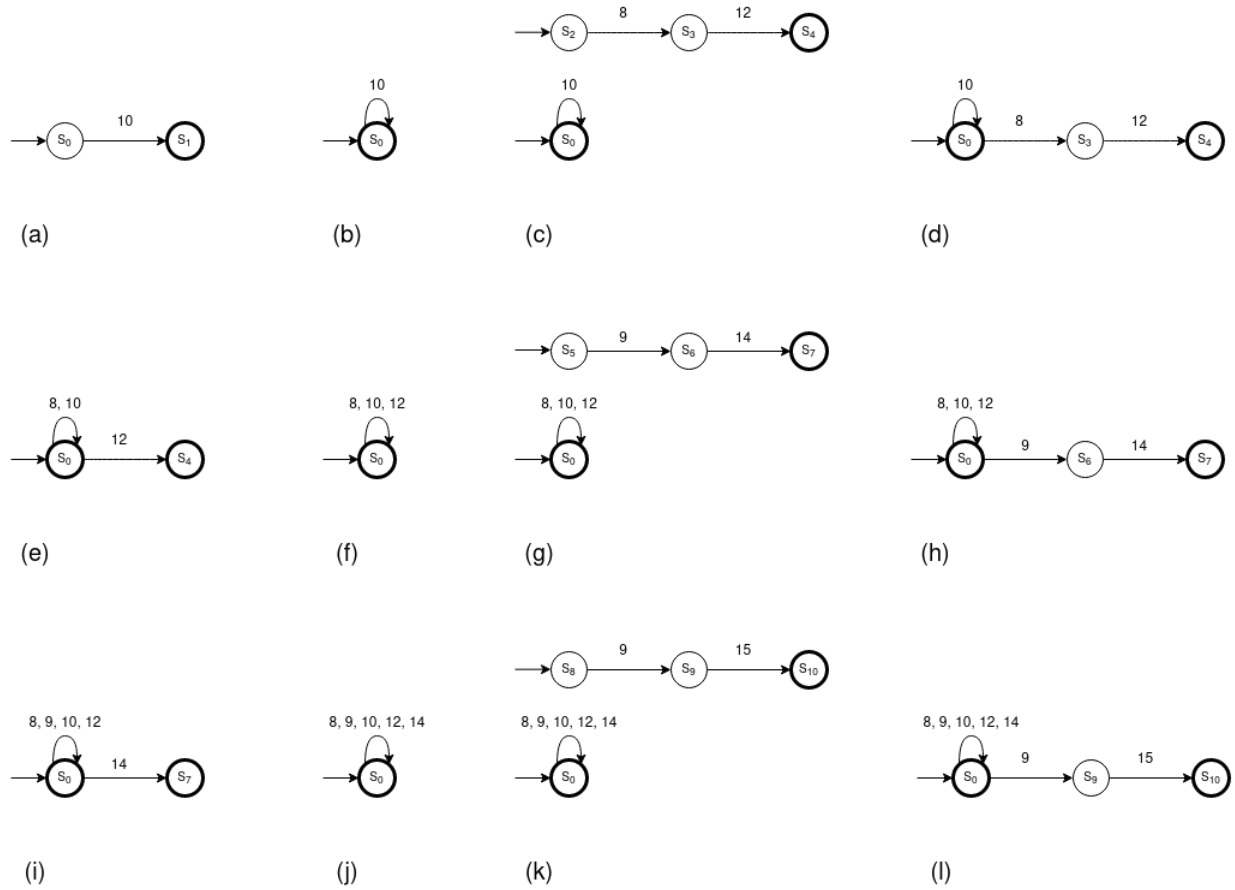 8 12
S2 S3 S4
10 10 10
10 8 12
S0 S1 S0 S0 S0 S3 S4
(a) (b) (c) (d)
9 14
S5 S6 S7
8, 10 8, 10, 12 8, 10, 12 8, 10, 12
12 9 14
S0 S4 S0 S0 S0 S6 S7
(e) (f) (g) (h)
9 15
S8 S9 S10
8, 9, 10, 12 8, 9, 10, 12, 14 8, 9, 10, 12, 14 8, 9, 10, 12, 14
14 9 15
S0 S7 S0 S0 S0 S9 S10
(i) (j) (k) (l)